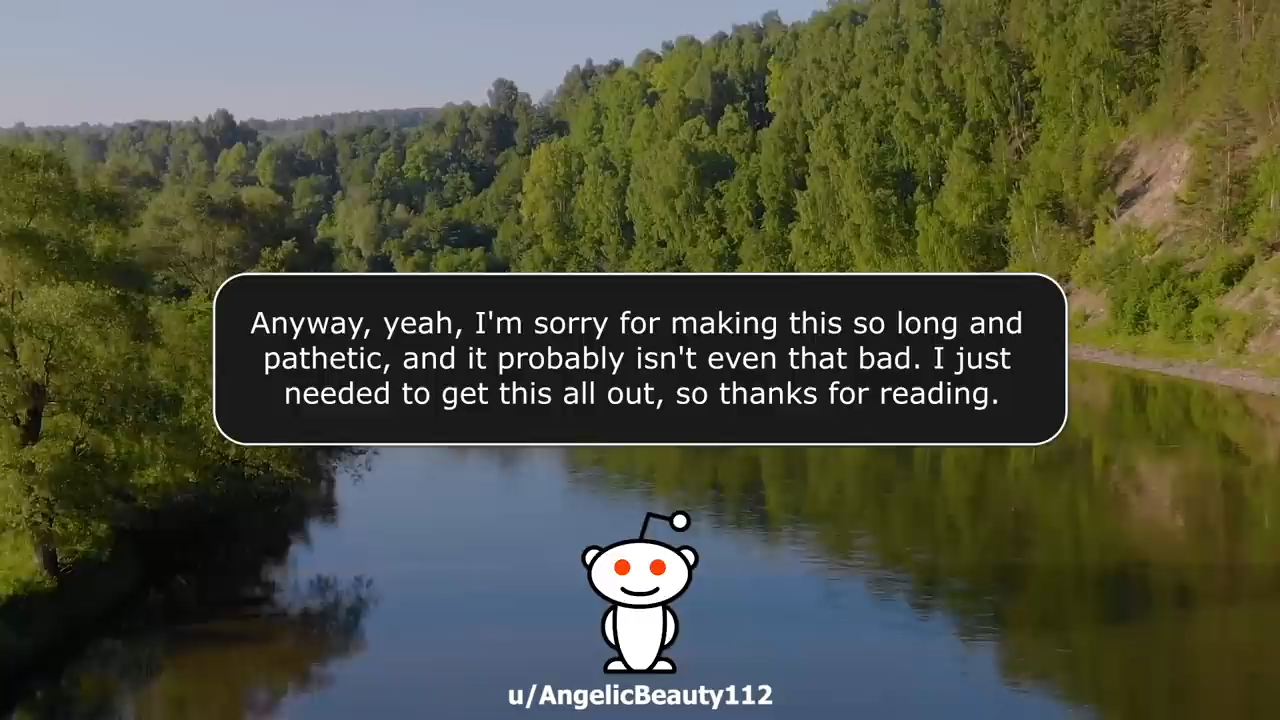 Anyway, yeah, I'm sorry for making this so long and
pathetic, and it probably isn't even that bad. I just
needed to get this all out, so thanks for reading.
u/AngelicBeauty112